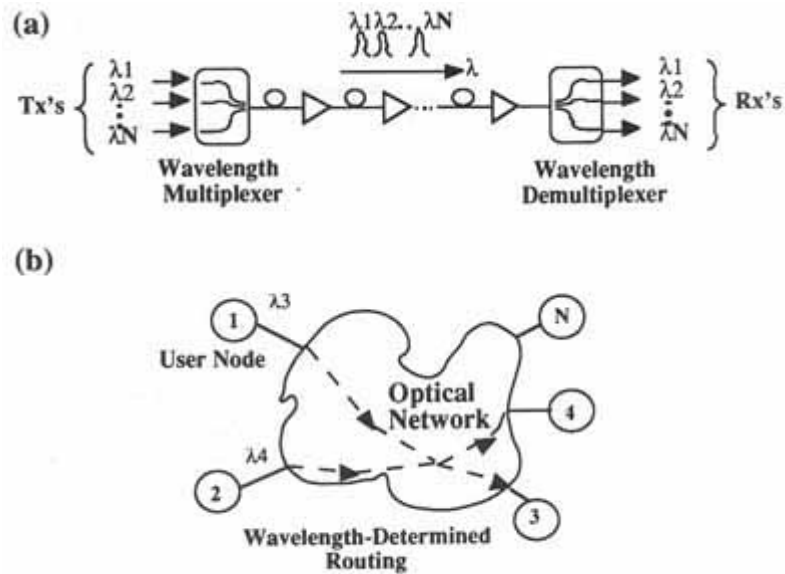 (a)
λ1λ2...λN
λ
Tx's
λ1
λ2
λN
λ1
λ2
λN
Rx's
Wavelength
Multiplexer
Wavelength
Demultiplexer
(b)
λ3
1
User Node
N
Optical
Network
4
λ4
2
3
Wavelength-Determined
Routing